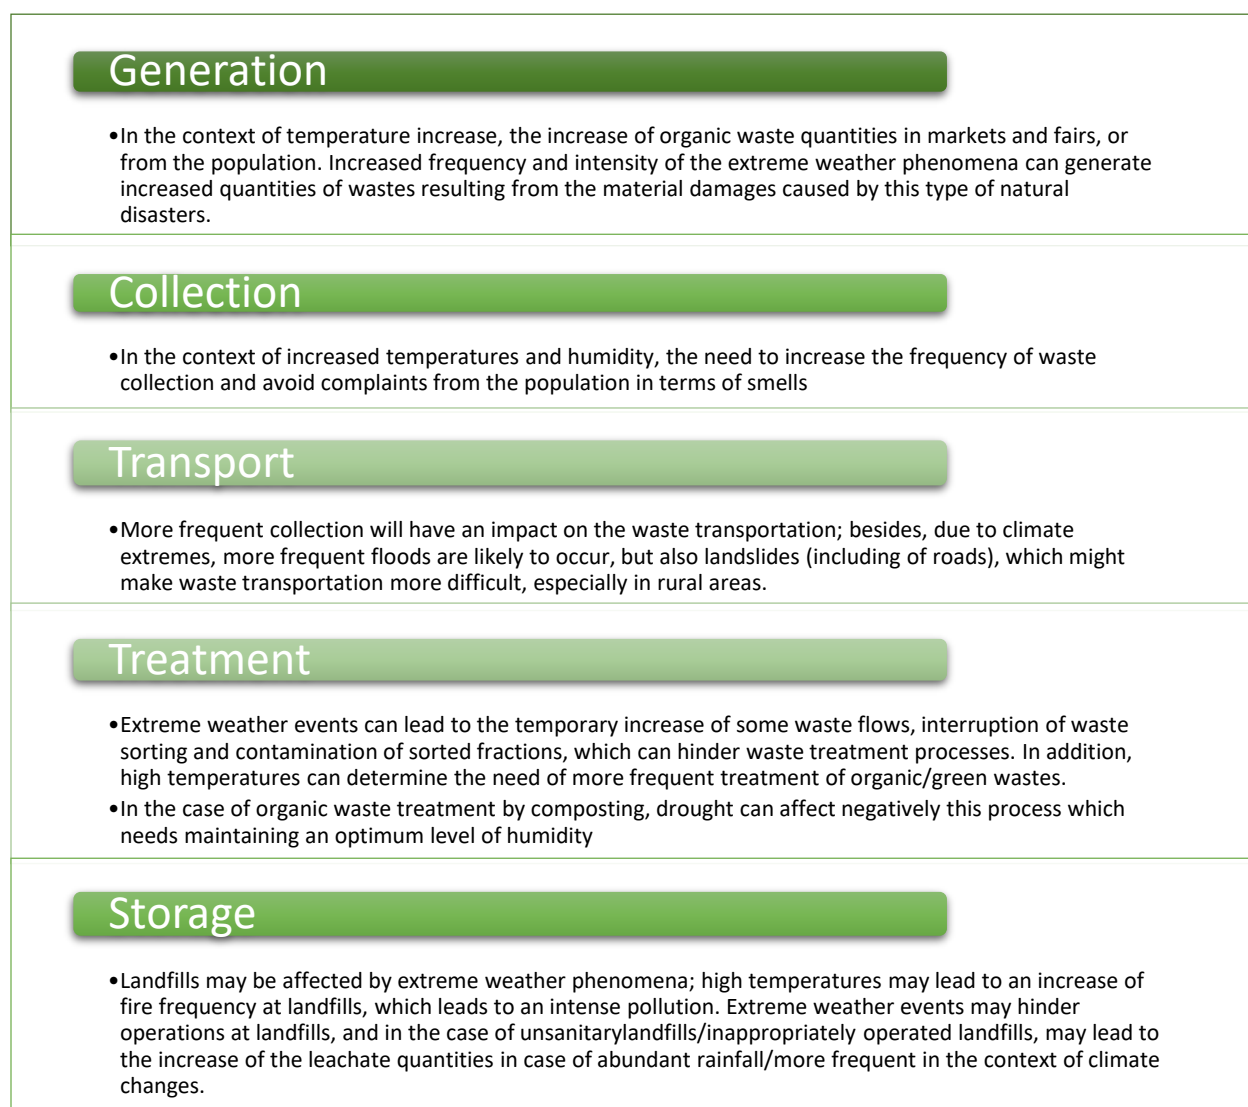 Generation
•In the context of temperature increase, the increase of organic waste quantities in markets and fairs, or
from the population. Increased frequency and intensity of the extreme weather phenomena can generate
increased quantities of wastes resulting from the material damages caused by this type of natural
disasters.
Collection
•In the context of increased temperatures and humidity, the need to increase the frequency of waste
collection and avoid complaints from the population in terms of smells
Transport
•More frequent collection will have an impact on the waste transportation; besides, due to climate
extremes, more frequent floods are likely to occur, but also landslides (including of roads), which might
make waste transportation more difficult, especially in rural areas.
Treatment
•Extreme weather events can lead to the temporary increase of some waste flows, interruption of waste
sorting and contamination of sorted fractions, which can hinder waste treatment processes. In addition,
high temperatures can determine the need of more frequent treatment of organic/green wastes.
•In the case of organic waste treatment by composting, drought can affect negatively this process which
needs maintaining an optimum level of humidity
Storage
•Landfills may be affected by extreme weather phenomena; high temperatures may lead to an increase of
fire frequency at landfills, which leads to an intense pollution. Extreme weather events may hinder
operations at landfills, and in the case of unsanitarylandfills/inappropriately operated landfills, may lead to
the increase of the leachate quantities in case of abundant rainfall/more frequent in the context of climate
changes.